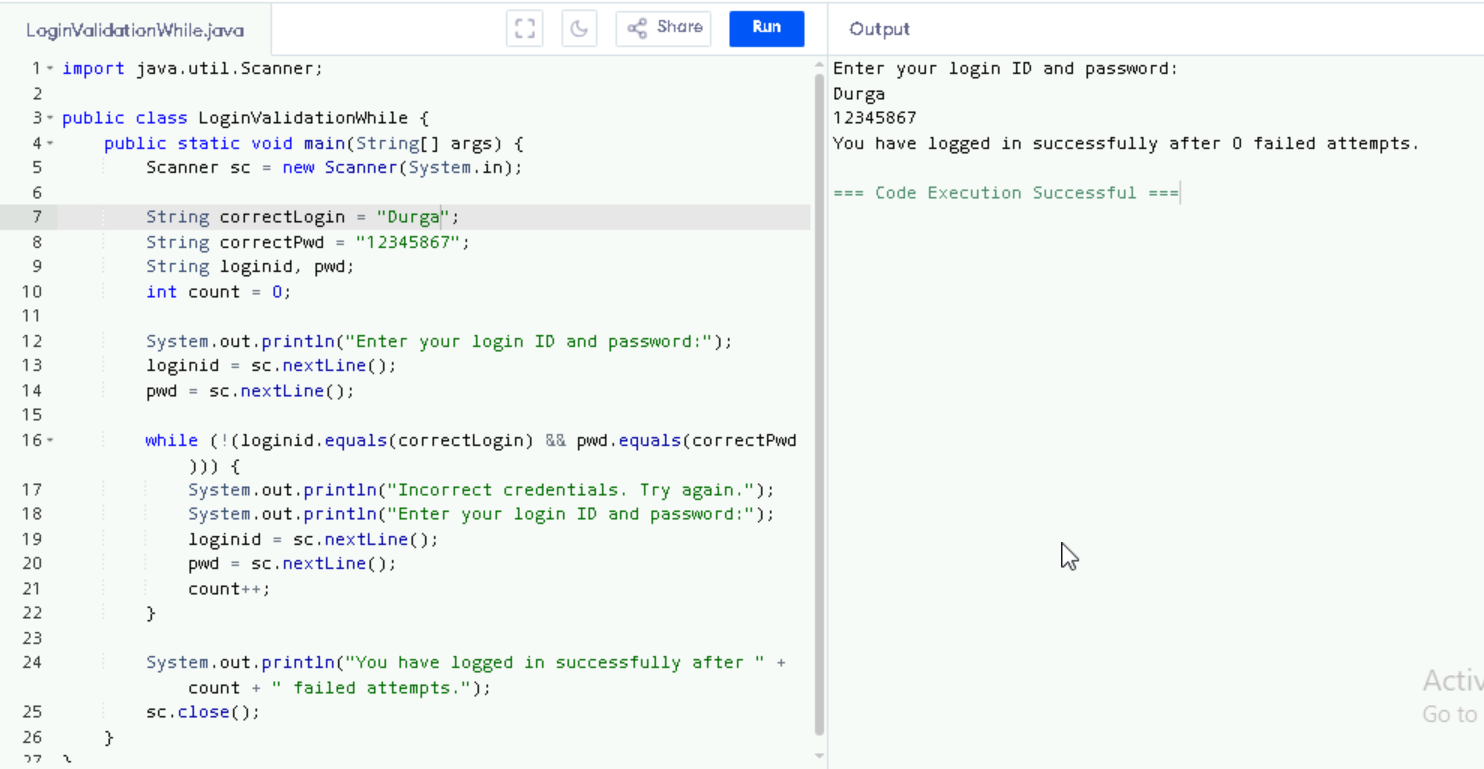 LoginValidationWhile.java
Share
Run
Output
1 import java.util.Scanner;
2
3 public class LoginValidationWhile {
4 public static void main(String[] args) {
5 Scanner sc = new Scanner(System.in);
6
7 String correctLogin = "Durga";
8 String correctPwd = "12345867";
9 String loginid, pwd;
10 int count = 0;
11
12 System.out.println("Enter your login ID and password:");
13 loginid = sc.nextLine();
14 pwd = sc.nextLine();
15
16 while (!(loginid.equals(correctLogin) && pwd.equals(correctPwd
))) {
17 System.out.println("Incorrect credentials. Try again.");
18 System.out.println("Enter your login ID and password:");
19 loginid = sc.nextLine();
20 pwd = sc.nextLine();
21 count++;
22 }
23
24 System.out.println("You have logged in successfully after " +
count + " failed attempts.");
25 sc.close();
26 }
27 }
Enter your login ID and password:
Durga
12345867
You have logged in successfully after 0 failed attempts.
=== Code Execution Successful ===
Activ
Go to